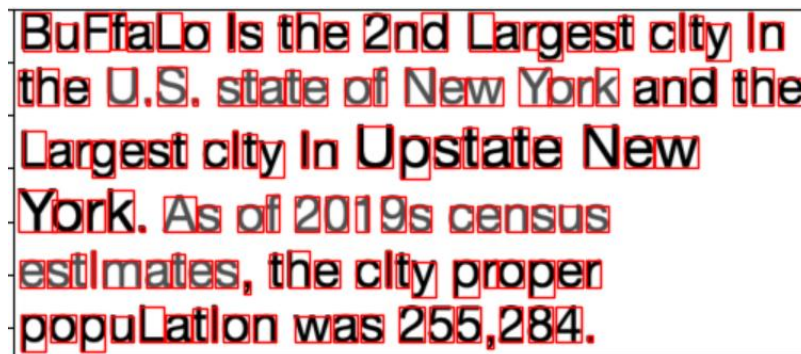 BuFfaLo Is the 2nd Largest cIty In
the U.S. state of New York and the
Largest cIty In Upstate New
York. As of 2019s census
estImates, the cIty proper
popuLatIon was 255,284.